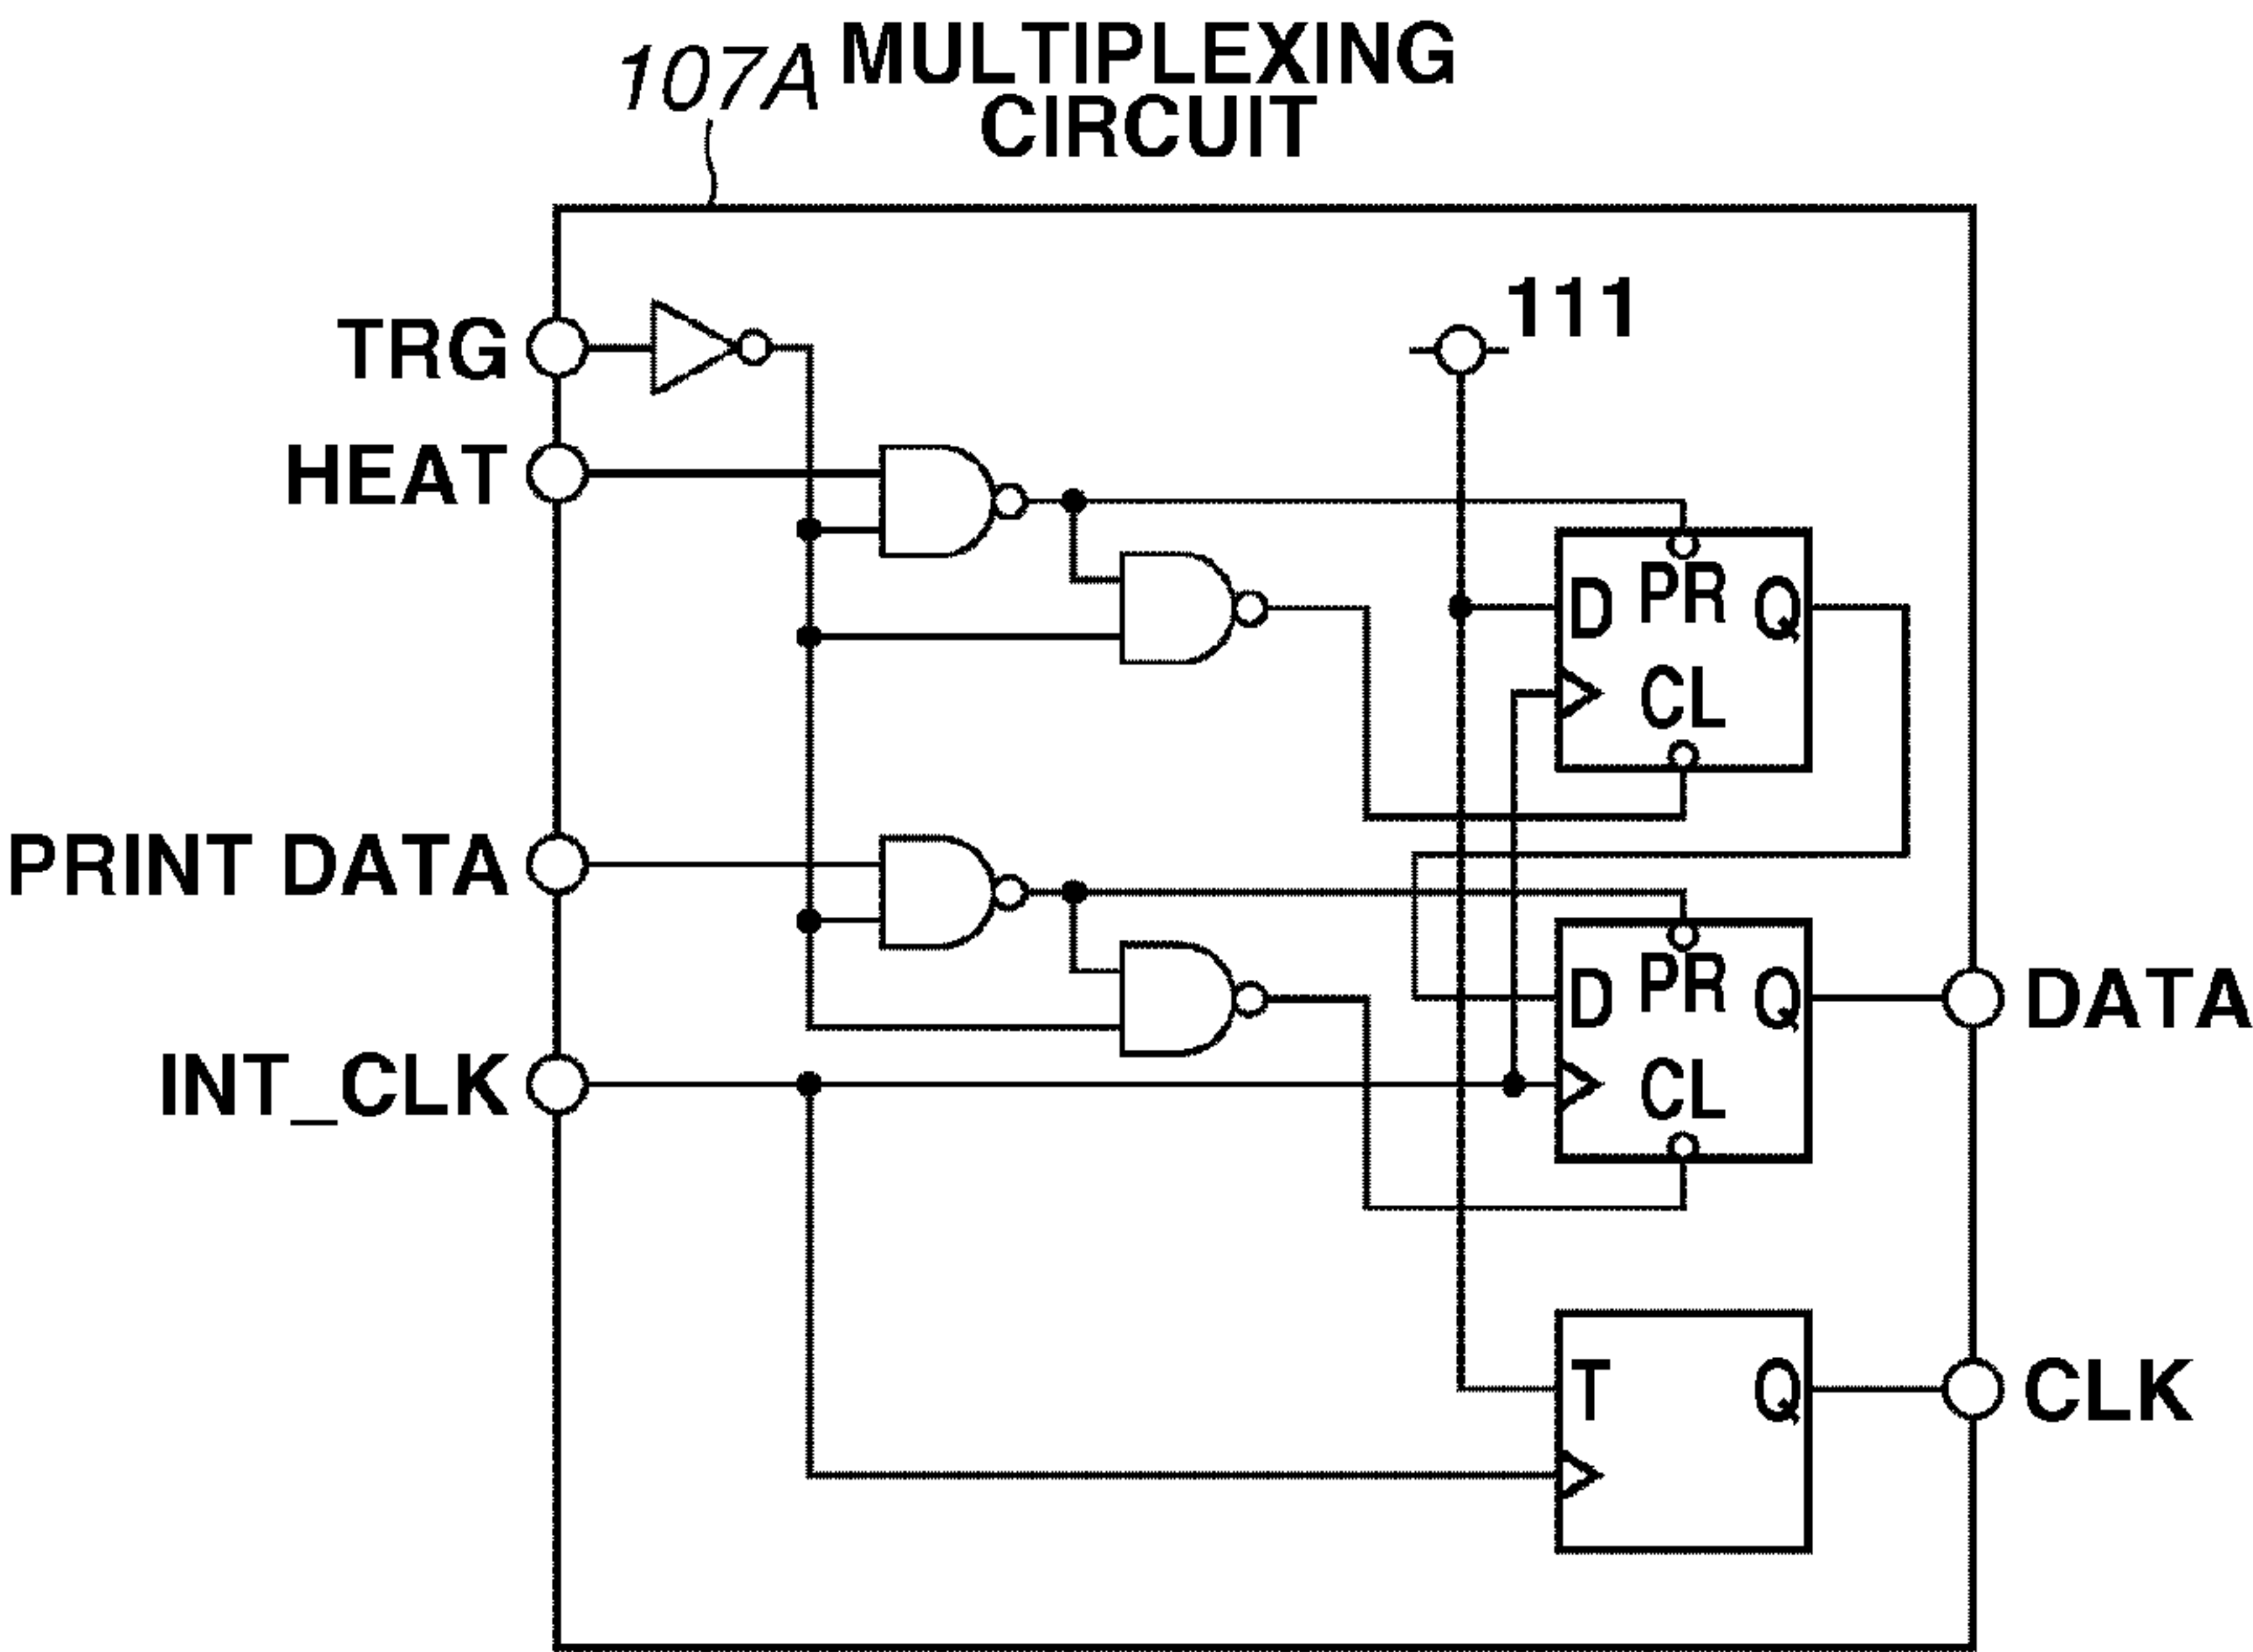 107A MULTIPLEXING
CIRCUIT
TRG
111
HEAT
D PR Q
CL
PRINT DATA
D PR Q
CL
DATA
INT_CLK
T Q
CLK